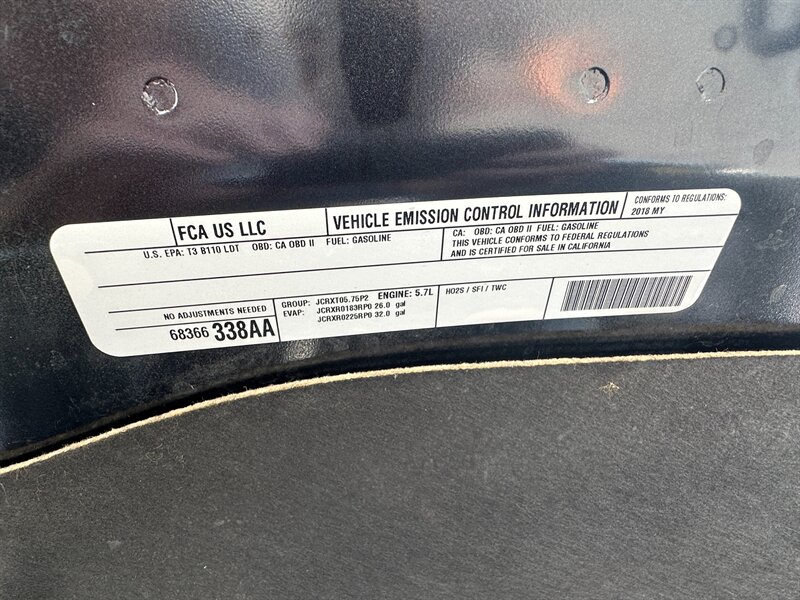 FCA US LLC
VEHICLE EMISSION CONTROL INFORMATION
CONFORMS TO REGULATIONS:
2018 MY
U.S. EPA: T3 B110 LDT OBD: CA OBD II FUEL: GASOLINE
CA: OBD: CA OBD II FUEL: GASOLINE
THIS VEHICLE CONFORMS TO FEDERAL REGULATIONS
AND IS CERTIFIED FOR SALE IN CALIFORNIA
NO ADJUSTMENTS NEEDED
68366 338AA
GROUP: JCRXT05.75P2 ENGINE: 5.7L
EVAP: JCRXR0183RP0 26.0 gal
JCRXR0225RP0 32.0 gal
HO2S / SFI / TWC